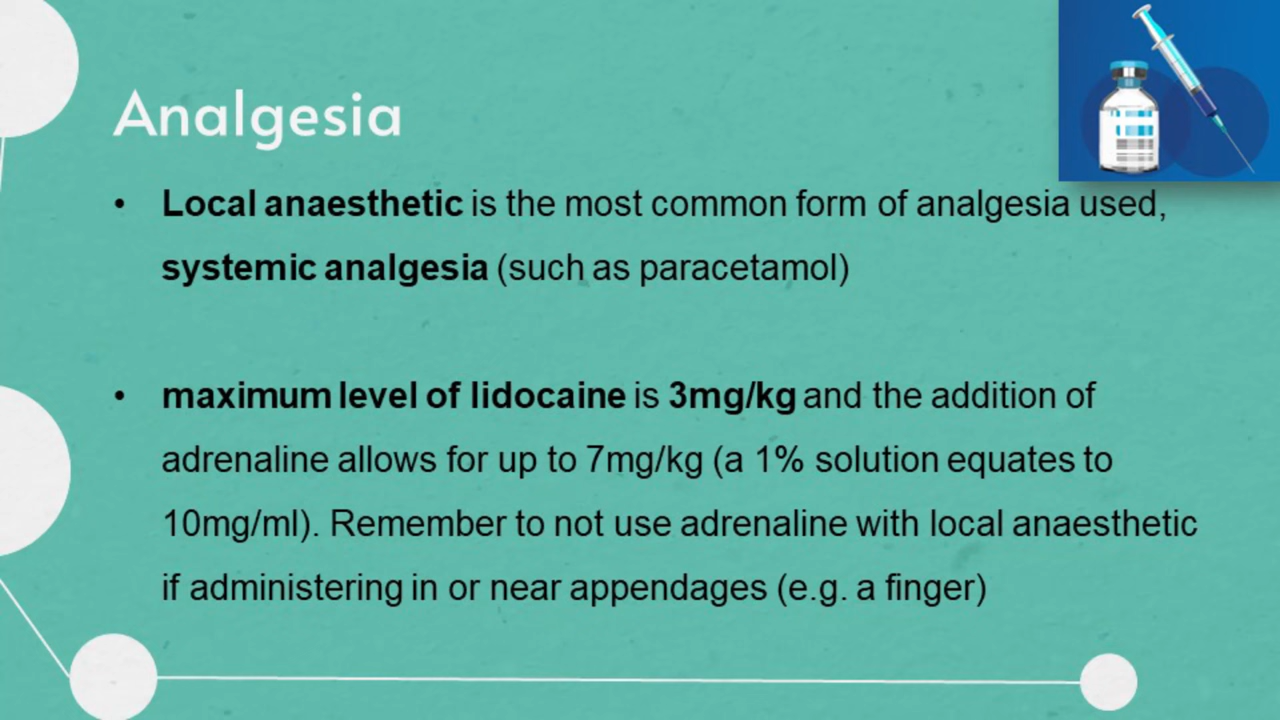 Analgesia
• Local anaesthetic is the most common form of analgesia used,
systemic analgesia (such as paracetamol)
• maximum level of lidocaine is 3mg/kg and the addition of
adrenaline allows for up to 7mg/kg (a 1% solution equates to
10mg/ml). Remember to not use adrenaline with local anaesthetic
if administering in or near appendages (e.g. a finger)